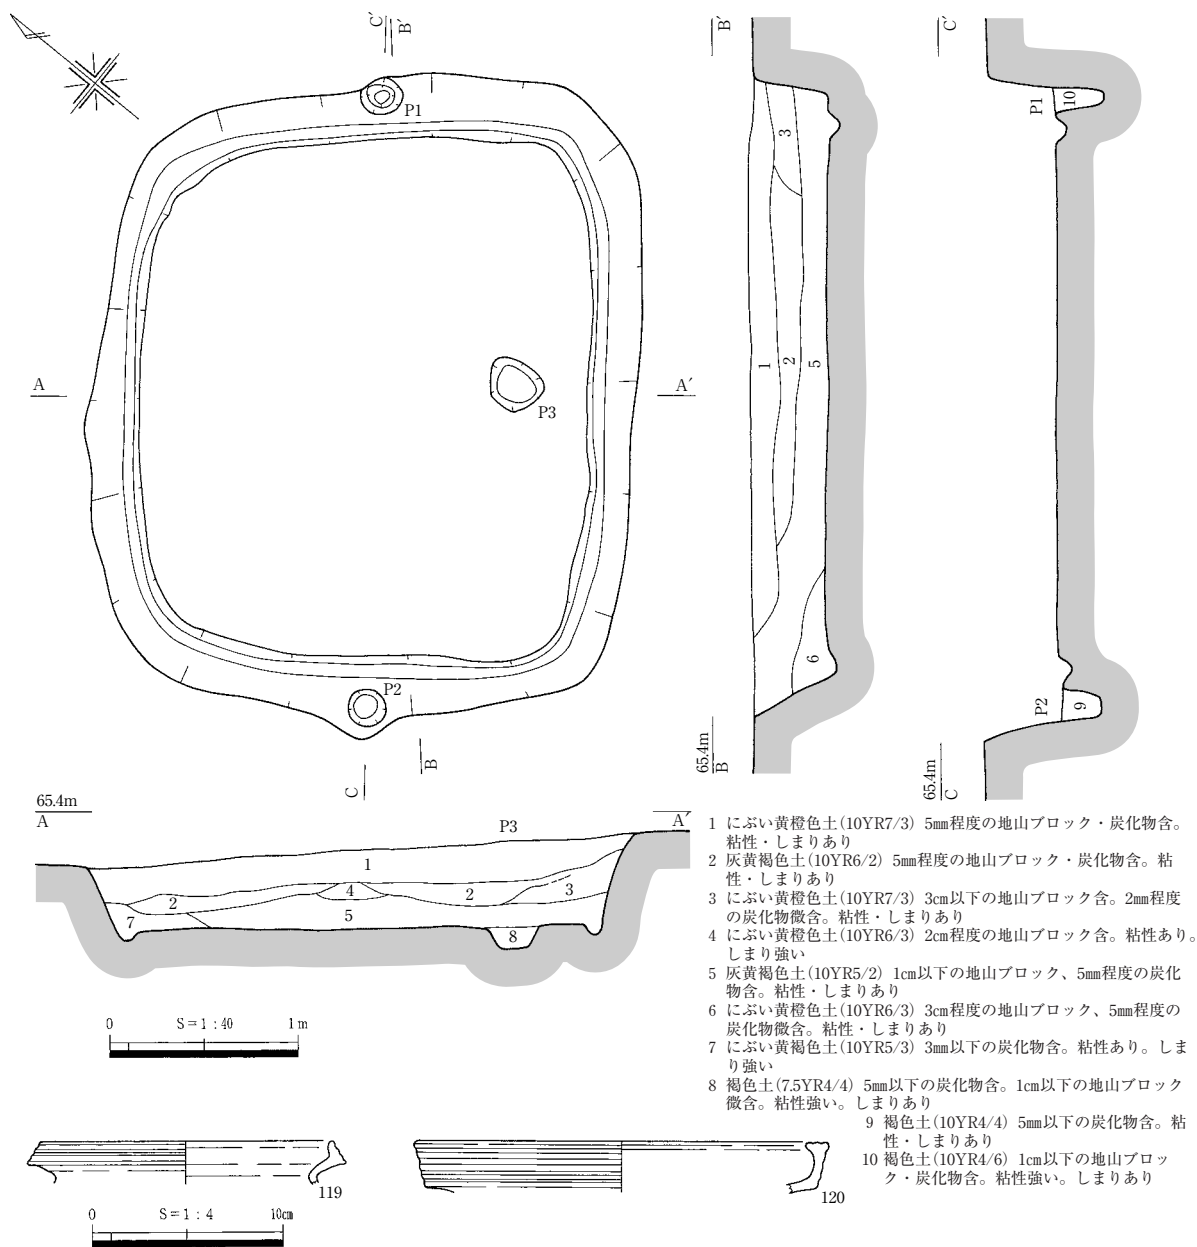 C′
B′
P1
A
A′
P3
P2
B
C
B′
3
1
2
5
6
65.4m
B
C′
P1
10
P2
9
65.4m
C
65.4m
A
P3
A′
1
2
4
2
3
7
5
8
0 S=1:40 1m
1 にぶい黄橙色土(10YR7/3) 5㎜程度の地山ブロック・炭化物含。
粘性・しまりあり
2 灰黄褐色土(10YR6/2) 5㎜程度の地山ブロック・炭化物含。粘
性・しまりあり
3 にぶい黄橙色土(10YR7/3) 3㎝以下の地山ブロック含。2㎜程度
の炭化物微含。粘性・しまりあり
4 にぶい黄橙色土(10YR6/3) 2㎝程度の地山ブロック含。粘性あり。
しまり強い
5 灰黄褐色土(10YR5/2) 1㎝以下の地山ブロック、5㎜程度の炭化
物含。粘性・しまりあり
6 にぶい黄橙色土(10YR6/3) 3㎝程度の地山ブロック、5㎜程度の
炭化物微含。粘性・しまりあり
7 にぶい黄褐色土(10YR5/3) 3㎜以下の炭化物含。粘性あり。しま
り強い
8 褐色土(7.5YR4/4) 5㎜以下の炭化物含。1㎝以下の地山ブロック
微含。粘性強い。しまりあり
9 褐色土(10YR4/4) 5㎜以下の炭化物含。粘
性・しまりあり
10 褐色土(10YR4/6) 1㎝以下の地山ブロッ
ク・炭化物含。粘性強い。しまりあり
119
120
0 S=1:4 10㎝